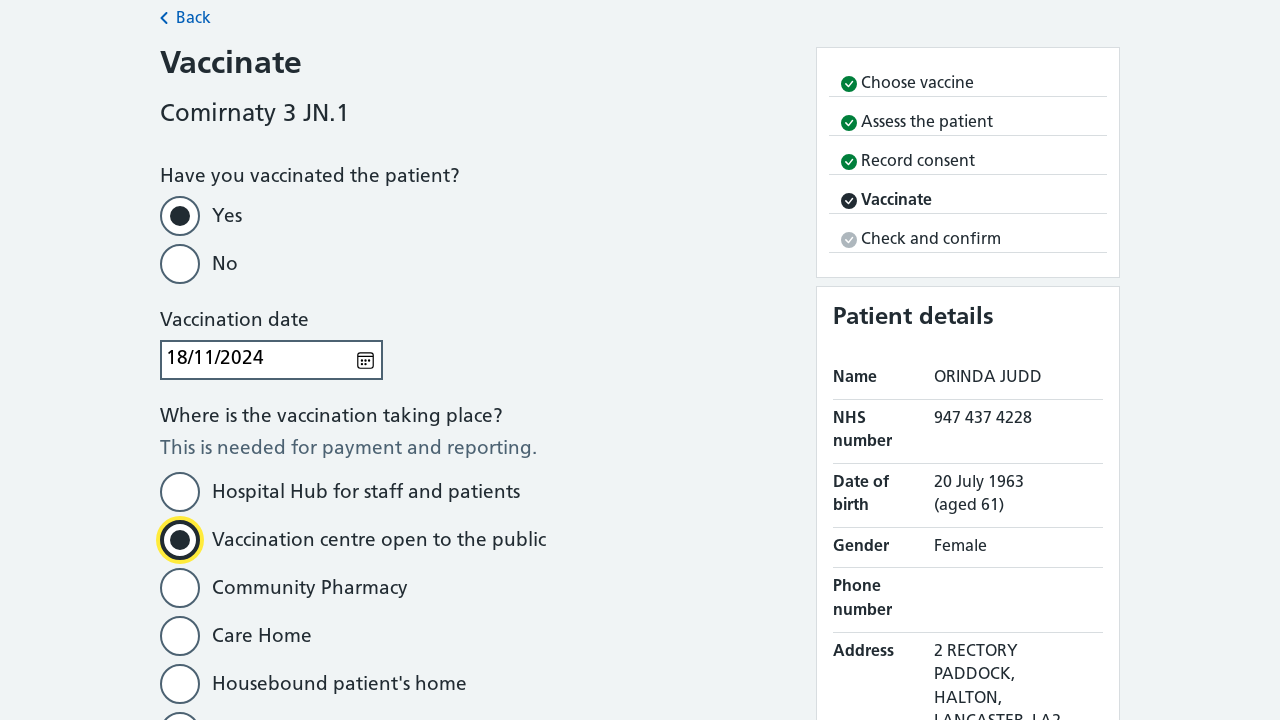 Back
Vaccinate
Comirnaty 3 JN.1
Have you vaccinated the patient?
Yes
No
Vaccination date
18/11/2024
Where is the vaccination taking place?
This is needed for payment and reporting.
Hospital Hub for staff and patients
Vaccination centre open to the public
Community Pharmacy
Care Home
Housebound patient's home
Choose vaccine
Assess the patient
Record consent
Vaccinate
Check and confirm
Patient details
Name ORINDA JUDD
NHS 947 437 4228
number
Date of 20 July 1963
birth (aged 61)
Gender Female
Phone
number
Address 2 RECTORY
PADDOCK,
HALTON,
LANCASTER, LA2